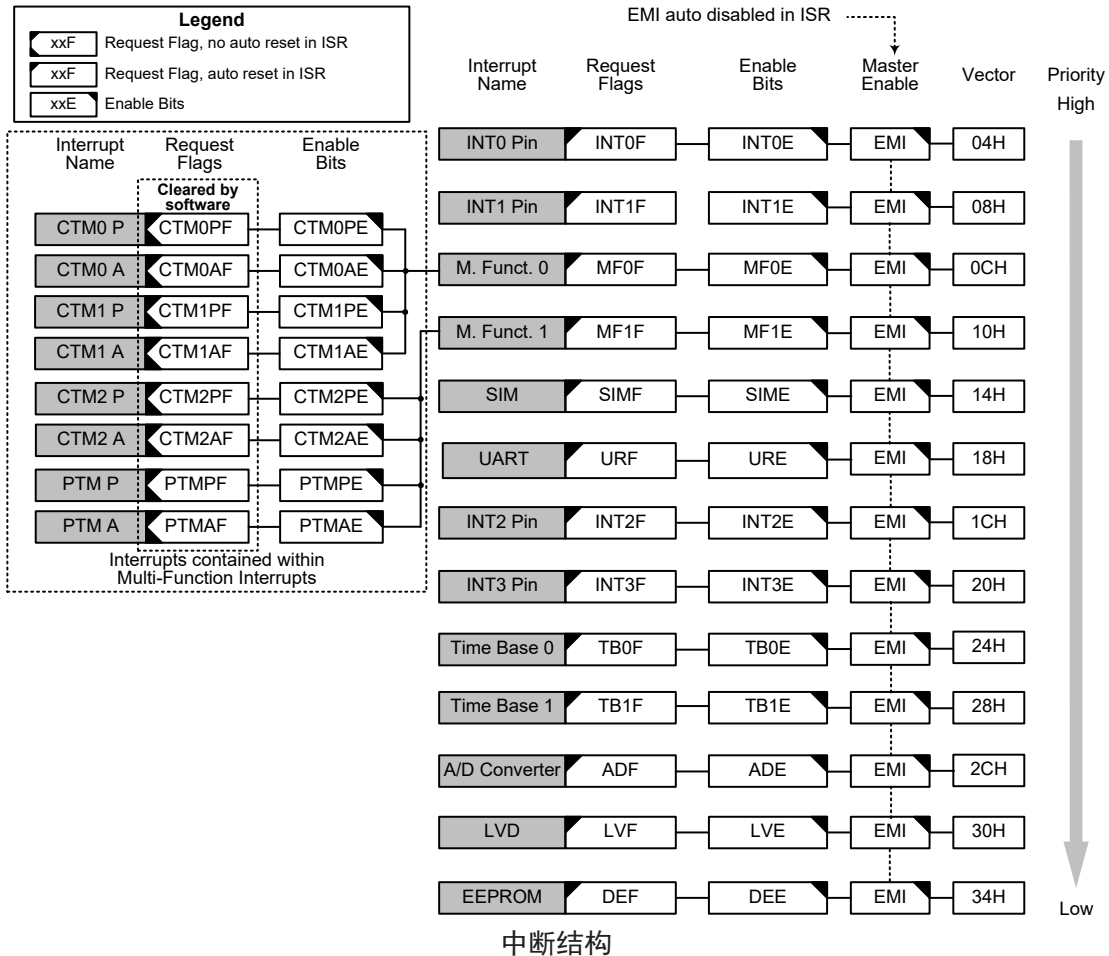 Legend
xxF Request Flag, no auto reset in ISR
xxF Request Flag, auto reset in ISR
xxE Enable Bits
EMI auto disabled in ISR
Interrupt Name Request Flags Enable Bits Master Enable Vector Priority
High
INT0 Pin INT0F INT0E EMI 04H
INT1 Pin INT1F INT1E EMI 08H
M. Funct. 0 MF0F MF0E EMI 0CH
M. Funct. 1 MF1F MF1E EMI 10H
SIM SIMF SIME EMI 14H
UART URF URE EMI 18H
INT2 Pin INT2F INT2E EMI 1CH
INT3 Pin INT3F INT3E EMI 20H
Time Base 0 TB0F TB0E EMI 24H
Time Base 1 TB1F TB1E EMI 28H
A/D Converter ADF ADE EMI 2CH
LVD LVF LVE EMI 30H
EEPROM DEF DEE EMI 34H
Low
Interrupt Name Request Flags Enable Bits
Cleared by
software
CTM0 P CTM0PF CTM0PE
CTM0 A CTM0AF CTM0AE
CTM1 P CTM1PF CTM1PE
CTM1 A CTM1AF CTM1AE
CTM2 P CTM2PF CTM2PE
CTM2 A CTM2AF CTM2AE
PTM P PTMPF PTMPE
PTM A PTMAF PTMAE
Interrupts contained within
Multi-Function Interrupts
中断结构